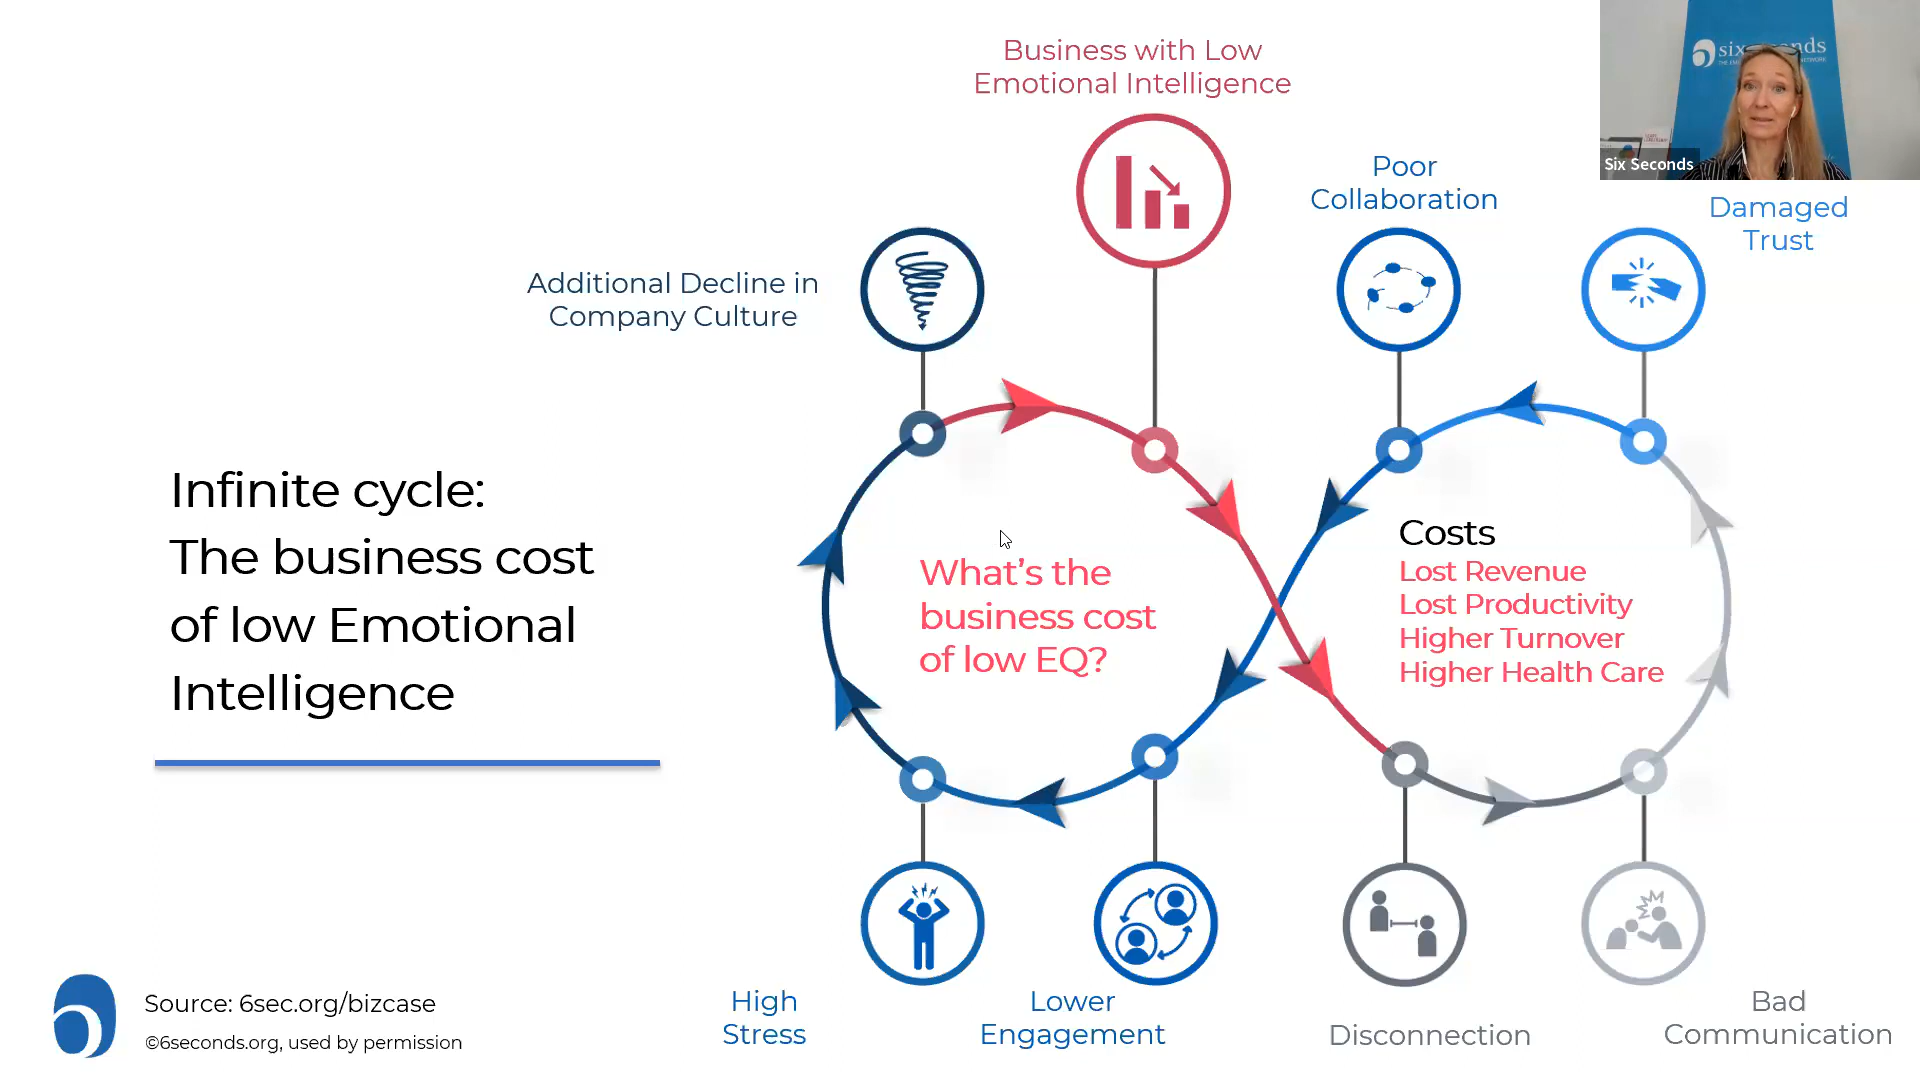 Business with Low
Emotional Intelligence
six seconds
Six Seconds
Poor
Collaboration
Damaged
Trust
Additional Decline in
Company Culture
Infinite cycle:
The business cost
of low Emotional
Intelligence
What's the
business cost
of low EQ?
Costs
Lost Revenue
Lost Productivity
Higher Turnover
Higher Health Care
High
Stress
Lower
Engagement
Disconnection
Bad
Communication
Source: 6sec.org/bizcase
©6seconds.org, used by permission